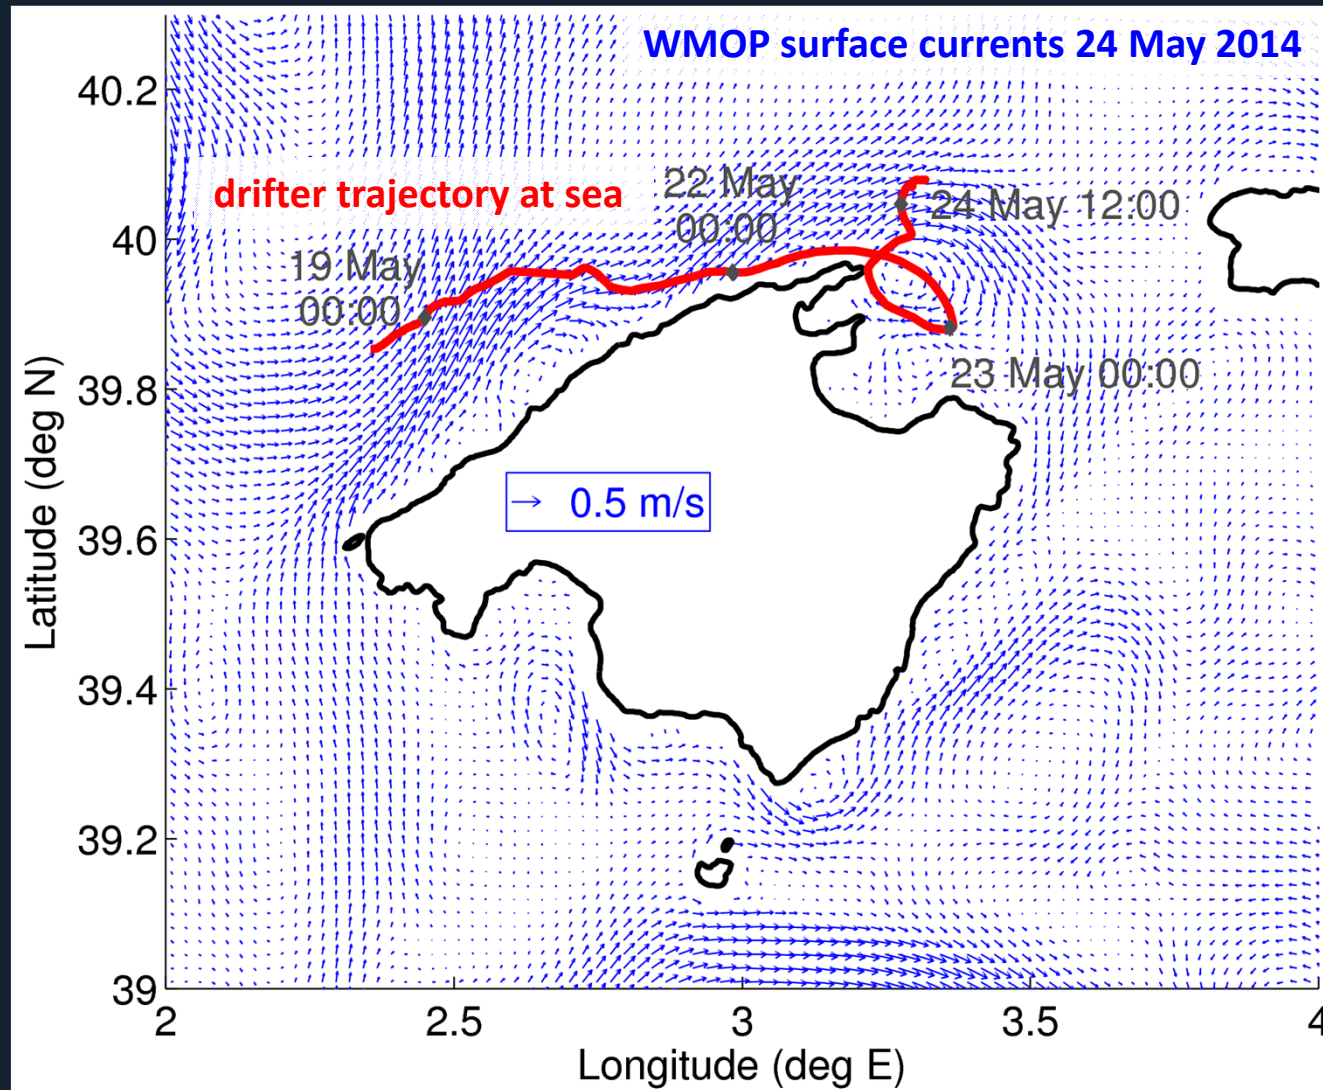 WMOP surface currents 24 May 2014
40.2
40
39.8
39.6
39.4
39.2
39
Latitude (deg N)
drifter trajectory at sea
22 May
00:00
24 May 12:00
19 May
00:00
23 May 00:00
0.5 m/s
2
2.5
3
3.5
4
Longitude (deg E)